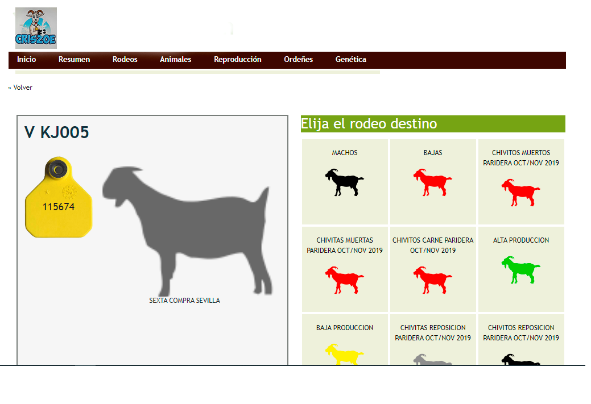 CRISZOE
Inicio Resumen Rodeos Animales Reproducción Ordeñes Genética
« Volver
V KJ005
115674
SEXTA COMPRA SEVILLA
Elija el rodeo destino
MACHOS
BAJAS
CHIVITOS MUERTOS
PARIDERA OCT/NOV 2019
CHIVITAS MUERTAS
PARIDERA OCT/NOV 2019
CHIVITOS CARNE PARIDERA
OCT/NOV 2019
ALTA PRODUCCION
BAJA PRODUCCION
CHIVITAS REPOSICION
PARIDERA OCT/NOV 2019
CHIVITOS REPOSICION
PARIDERA OCT/NOV 2019